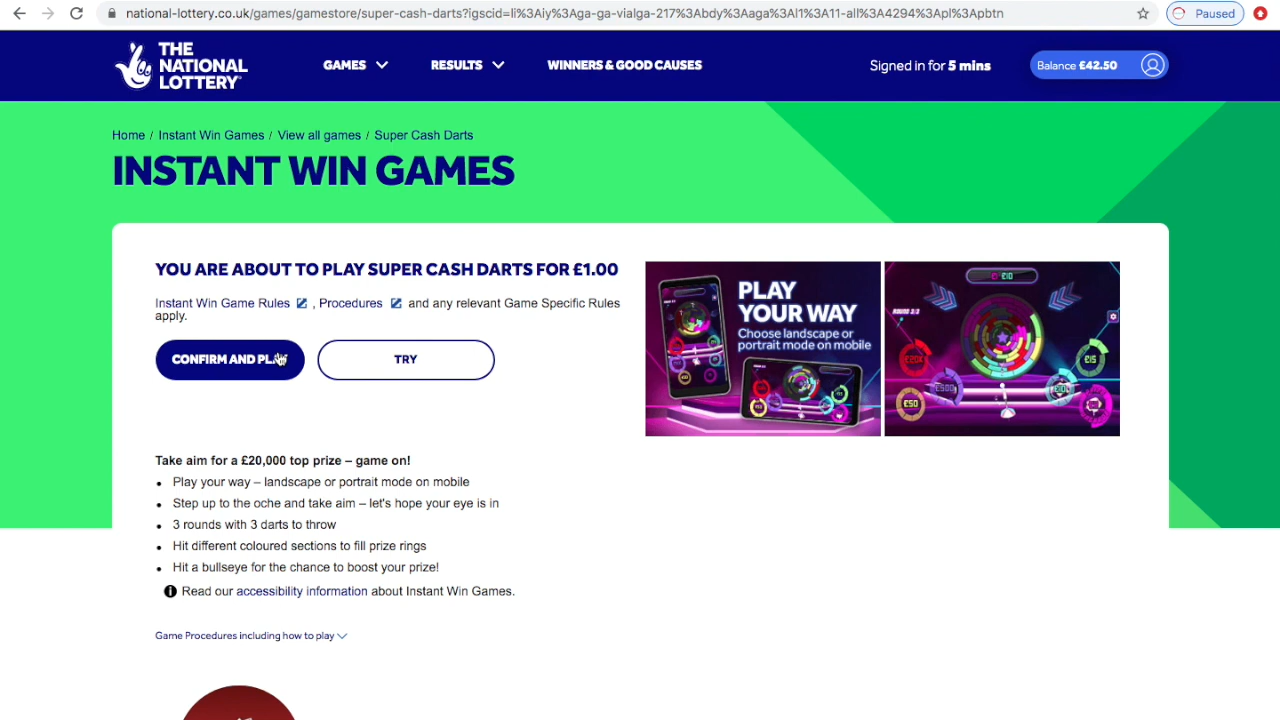 national-lottery.co.uk/games/gamestore/super-cash-darts?igscid=li%3Aiy%3Aga-ga-vialga-217%3Abdy%3Aaga%3Al1%3A11-all%3A4294%3Apl%3Apbtn
Paused
THE NATIONAL LOTTERY
GAMES
RESULTS
WINNERS & GOOD CAUSES
Signed in for 5 mins
Balance £42.50
Home / Instant Win Games / View all games / Super Cash Darts
INSTANT WIN GAMES
YOU ARE ABOUT TO PLAY SUPER CASH DARTS FOR £1.00
Instant Win Game Rules , Procedures and any relevant Game Specific Rules
apply.
CONFIRM AND PLAY
TRY
PLAY
YOUR WAY
Choose landscape or
portrait mode on mobile
£10
ROUND 2/3
£20K
£500
£50
£15
Take aim for a £20,000 top prize – game on!
• Play your way – landscape or portrait mode on mobile
• Step up to the oche and take aim – let's hope your eye is in
• 3 rounds with 3 darts to throw
• Hit different coloured sections to fill prize rings
• Hit a bullseye for the chance to boost your prize!
Read our accessibility information about Instant Win Games.
Game Procedures including how to play